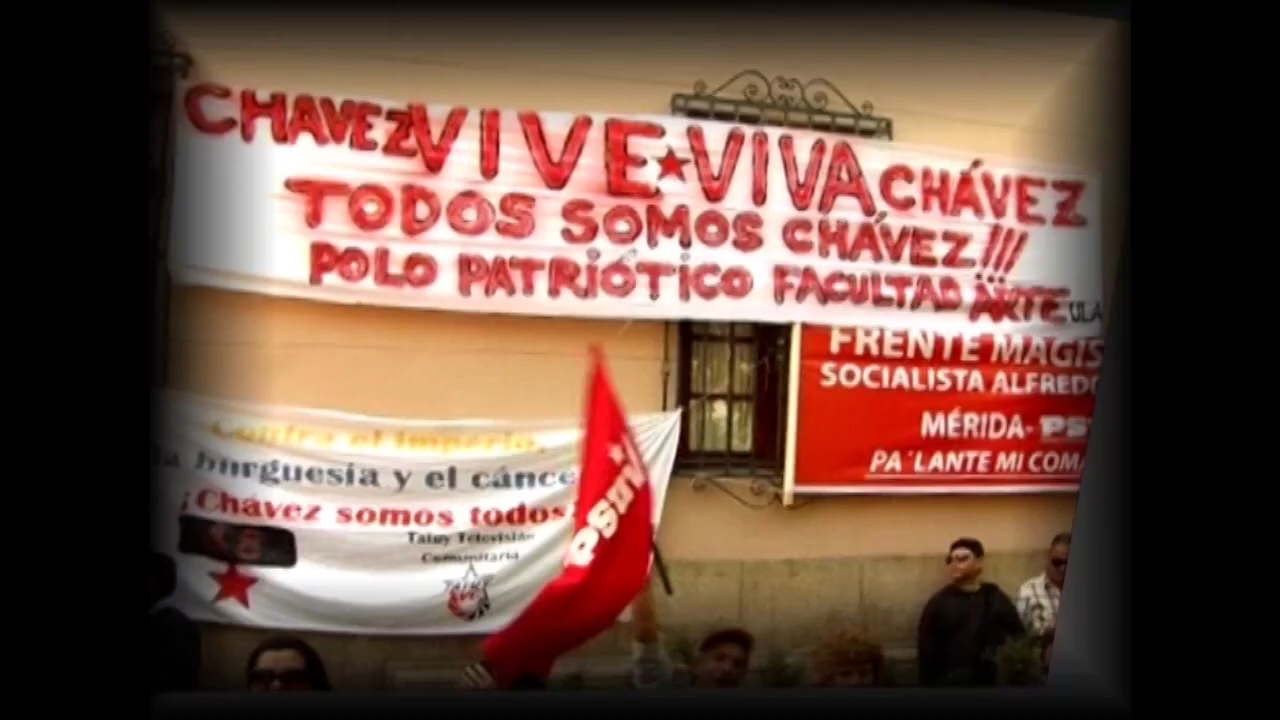 CHAVEZ VIVE★VIVA CHÁVEZ
TODOS SOMOS CHÁVEZ!!!
POLO PATRIÓTICO FACULTAD ARTE ULA
FRENTE MAGIS
SOCIALISTA ALFRED
MÉRIDA-PS
PA´LANTE MI COMA
Contra el imperio,
la burguesía y el cánce
¡Chávez somos todos!
Tatuy Televisión
Comunitaria
psuv